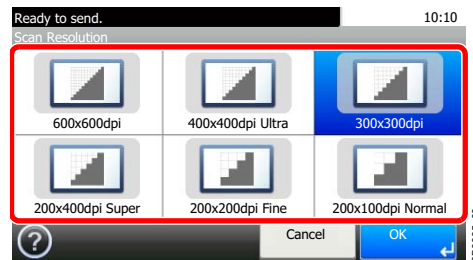 Ready to send. 10:10
Scan Resolution
600x600dpi 400x400dpi Ultra 300x300dpi
200x400dpi Super 200x200dpi Fine 200x100dpi Normal
? Cancel OK